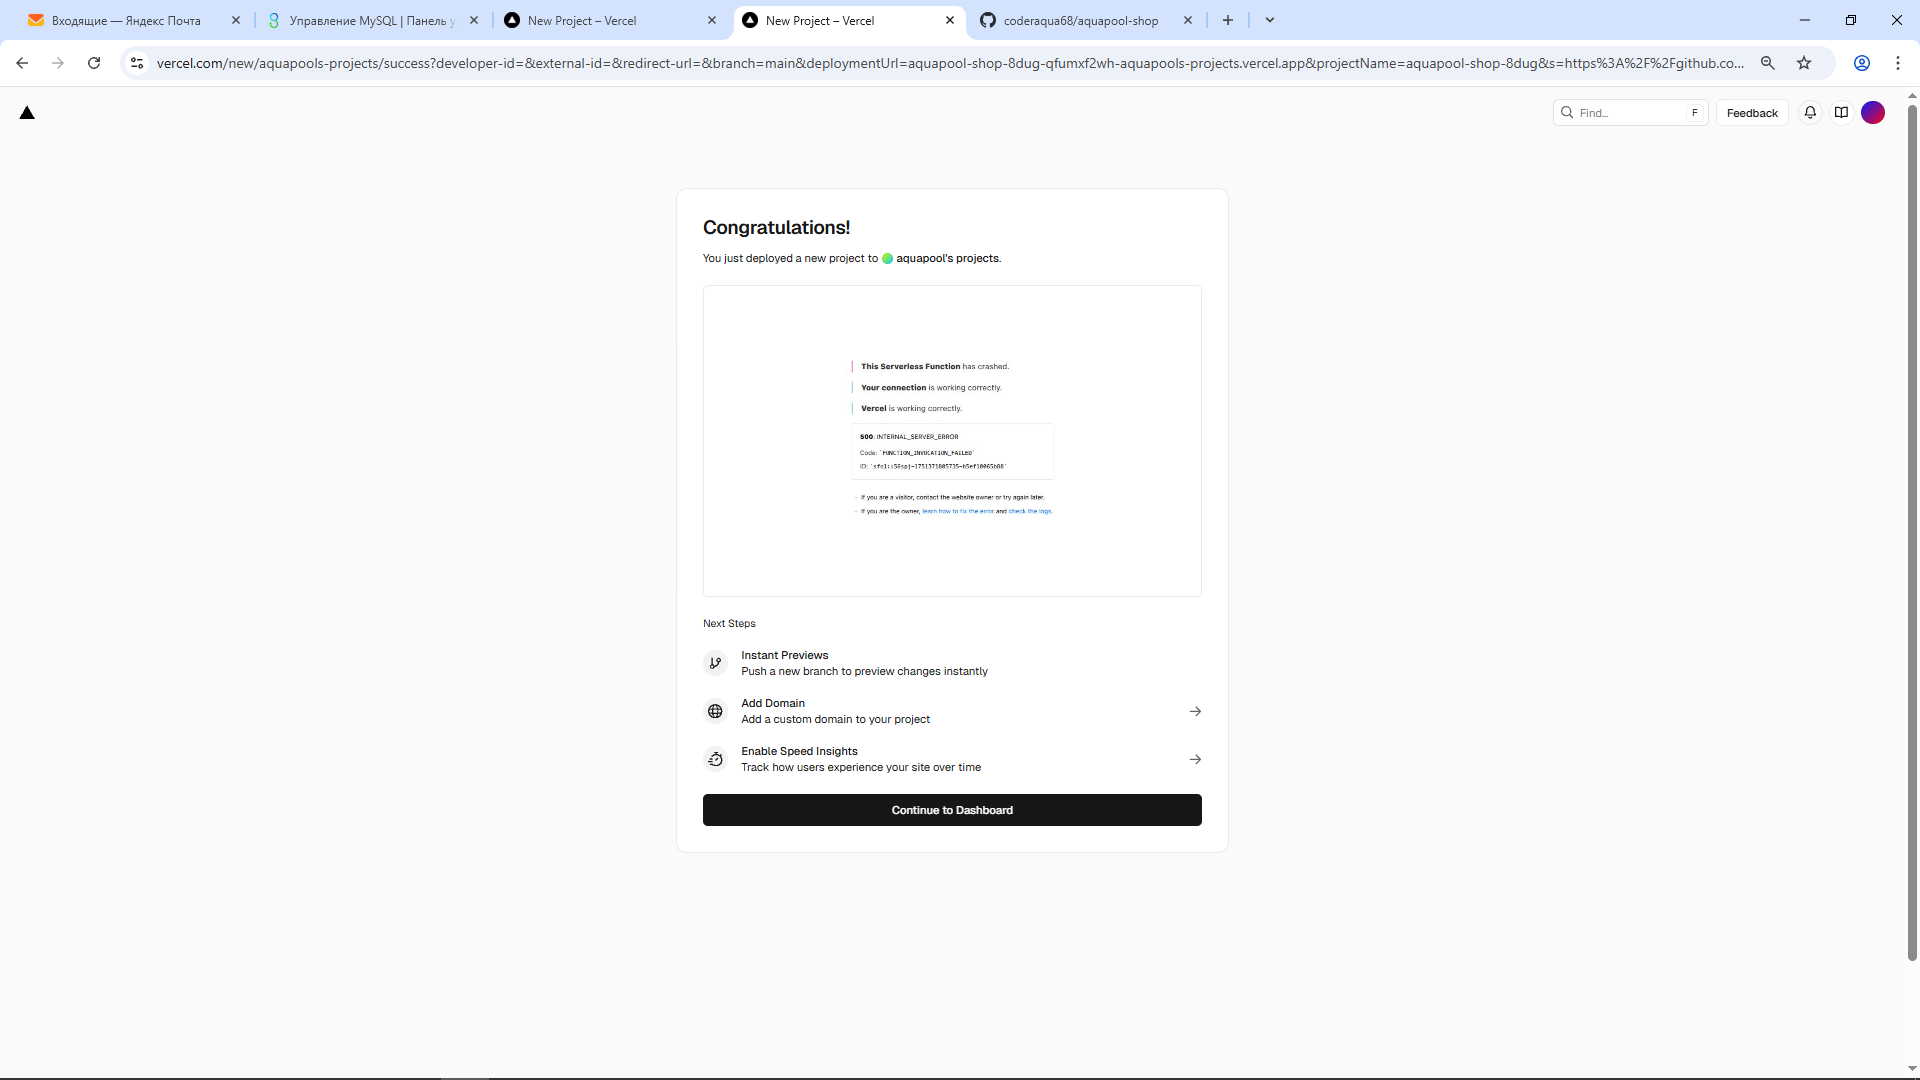 Входящие — Яндекс Почта
Управление MySQL | Панель у
New Project – Vercel
New Project – Vercel
coderaqua68/aquapool-shop
vercel.com/new/aquapools-projects/success?developer-id=&external-id=&redirect-url=&branch=main&deploymentUrl=aquapool-shop-8dug-qfumxf2wh-aquapools-projects.vercel.app&projectName=aquapool-shop-8dug&s=https%3A%2F%2Fgithub.co...
Find...
F
Feedback
Congratulations!
You just deployed a new project to aquapool's projects.
This Serverless Function has crashed.
Your connection is working correctly.
Vercel is working correctly.
500: INTERNAL_SERVER_ERROR
Code: `FUNCTION_INVOCATION_FAILED`
ID: `sfo1::56spj-1751371805735-b5ef10065b88`
→ If you are a visitor, contact the website owner or try again later.
→ If you are the owner, learn how to fix the error and check the logs.
Next Steps
Instant Previews
Push a new branch to preview changes instantly
Add Domain
Add a custom domain to your project
Enable Speed Insights
Track how users experience your site over time
Continue to Dashboard